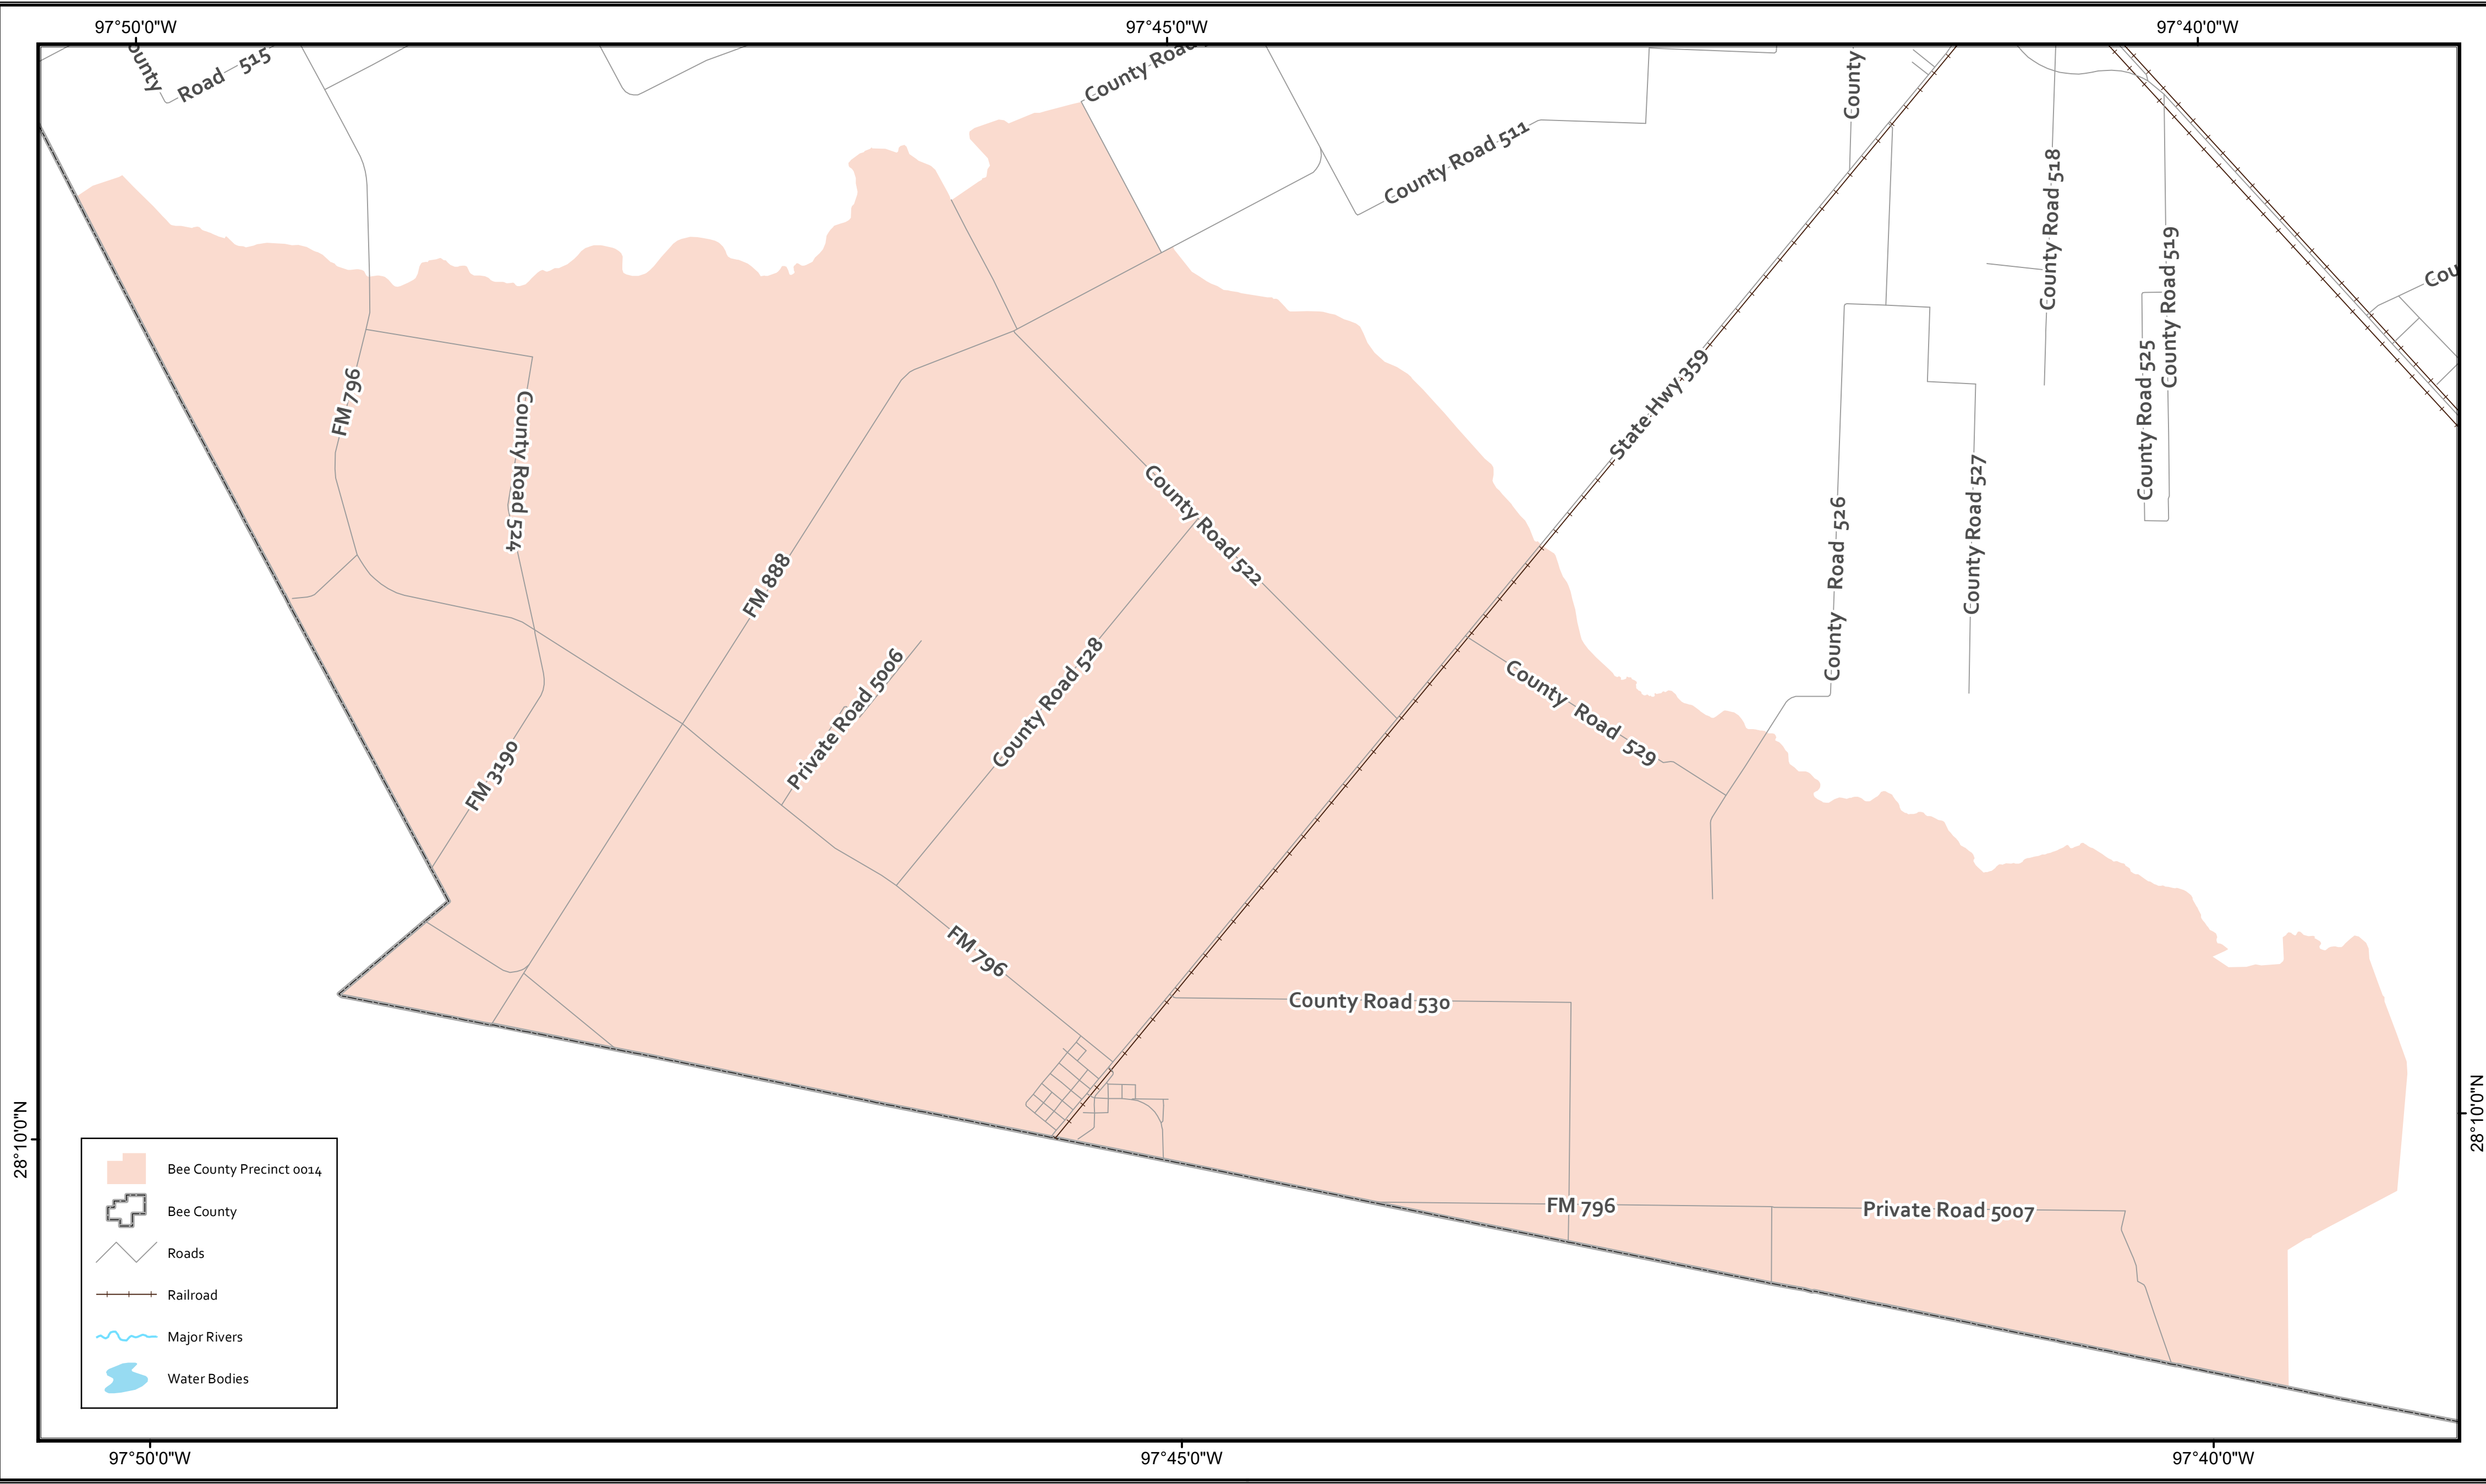 97°50'0"W
97°45'0"W
97°40'0"W
ounty
Road 515
County Roa
County
County Road 511
County Road 518
County Road 519
Cou
County Road 525
State Hwy 359
FM 796
County Road 524
County Road 522
County Road 527
County Road 526
FM 888
Private Road 5006
County Road 528
County Road 529
FM 3190
FM 796
County Road 530
FM 796
Private Road 5007
28°10'0"N
28°10'0"N
Bee County Precinct 0014
Bee County
Roads
Railroad
Major Rivers
Water Bodies
97°50'0"W
97°45'0"W
97°40'0"W